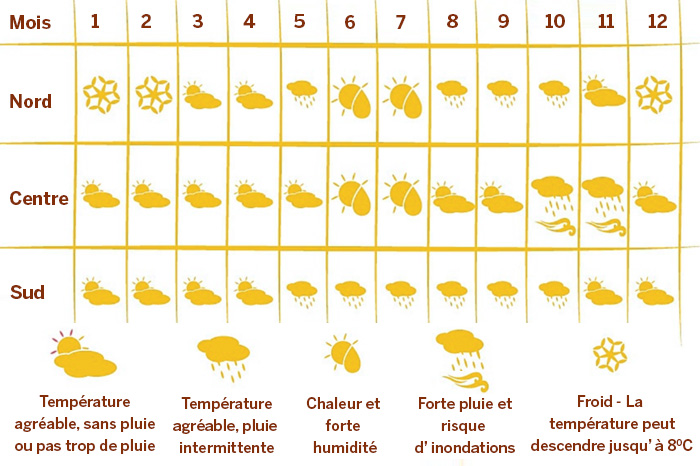 Mois 1 2 3 4 5 6 7 8 9 10 11 12
Nord
Centre
Sud
Température
agréable, sans pluie
ou pas trop de pluie
Température
agréable, pluie
intermittente
Chaleur et
forte
humidité
Forte pluie et
risque
d’ inondations
Froid - La
température peut
descendre jusqu’ à 8ºC